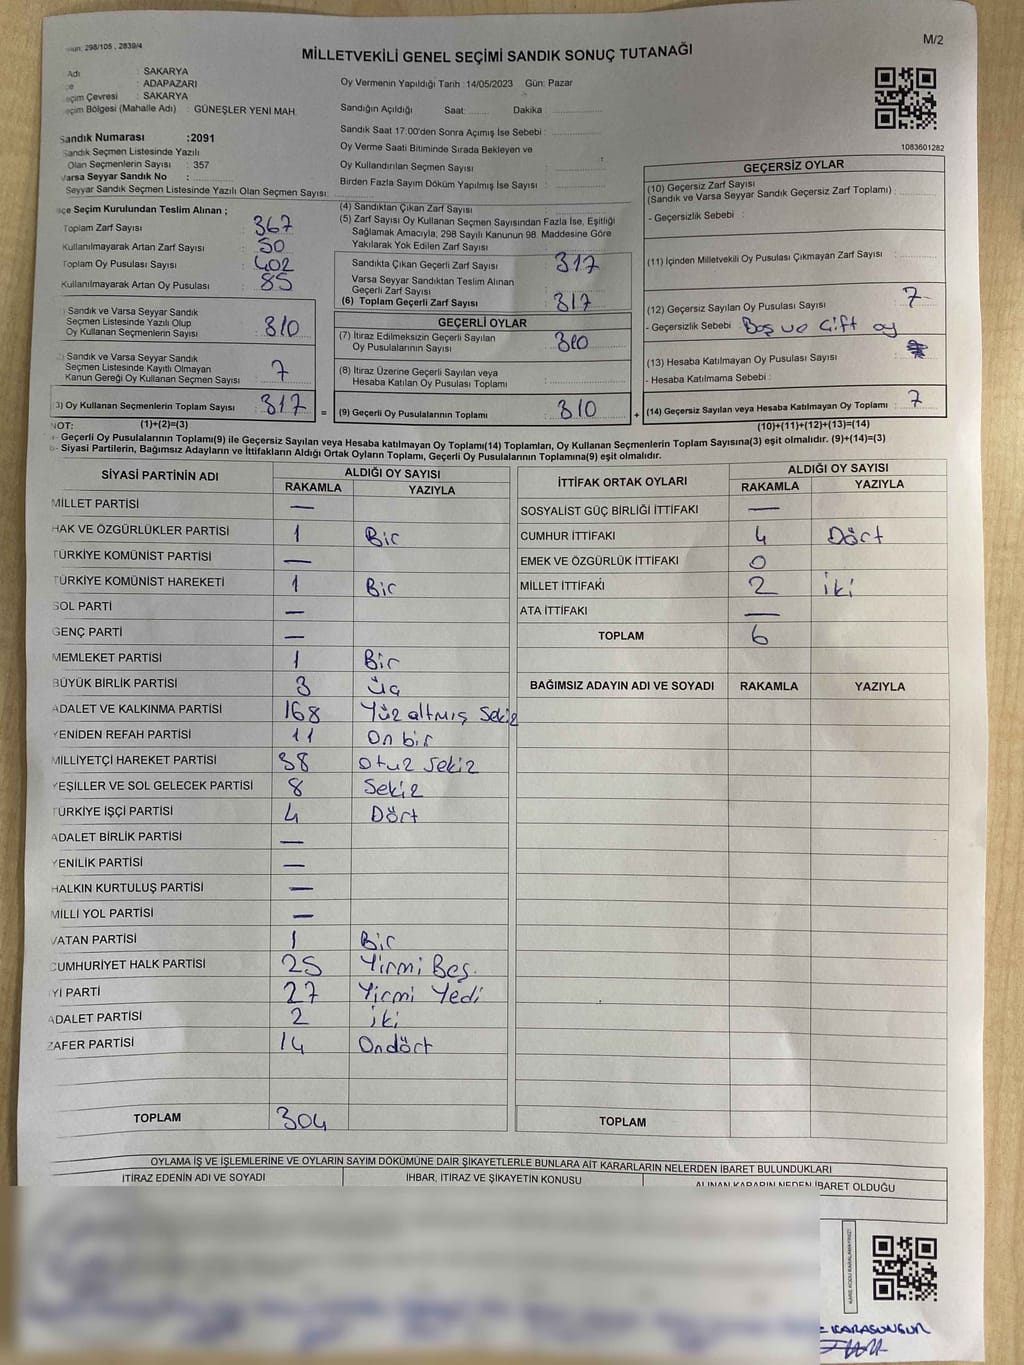 298/105 , 2839/4
M/2
MİLLETVEKİLİ GENEL SEÇİMİ SANDIK SONUÇ TUTANAĞI
Adı : SAKARYA
: ADAPAZARI
Çevresi : SAKARYA
Bölgesi (Mahalle Adı) : GÜNEŞLER YENİ MAH.
Sandık Numarası :2091
Sandık Seçmen Listesinde Yazılı
Olan Seçmenlerin Sayısı : 357
Varsa Seyyar Sandık No :
Seyyar Sandık Seçmen Listesinde Yazılı Olan Seçmen Sayısı:
Oy Vermenin Yapıldığı Tarih :14/05/2023 Gün: Pazar
Sandığın Açıldığı Saat: Dakika :
Sandık Saat 17:00'den Sonra Açımış İse Sebebi :
Oy Verme Saati Bitiminde Sırada Bekleyen ve
Oy Kullandırılan Seçmen Sayısı :
Birden Fazla Sayım Döküm Yapılmış İse Sayısı :
1083601282
Seçim Kurulundan Teslim Alınan ;
Toplam Zarf Sayısı : 367
Kullanılmayarak Artan Zarf Sayısı : 50
Toplam Oy Pusulası Sayısı : 402
Kullanılmayarak Artan Oy Pusulası : 85
Sandık ve Varsa Seyyar Sandık
Seçmen Listesinde Yazılı Olup
Oy Kullanan Seçmenlerin Sayısı : 310
Sandık ve Varsa Seyyar Sandık
Seçmen Listesinde Kayıtlı Olmayan
Kanun Gereği Oy Kullanan Seçmen Sayısı : 7
3) Oy Kullanan Seçmenlerin Toplam Sayısı : 317 =
(1)+(2)=(3)
(4) Sandıktan Çıkan Zarf Sayısı :
(5) Zarf Sayısı Oy Kullanan Seçmen Sayısından Fazla İse, Eşitliği
Sağlamak Amacıyla; 298 Sayılı Kanunun 98. Maddesine Göre
Yakılarak Yok Edilen Zarf Sayısı :
Sandıkta Çıkan Geçerli Zarf Sayısı : 317
Varsa Seyyar Sandıktan Teslim Alınan
Geçerli Zarf Sayısı :
(6) Toplam Geçerli Zarf Sayısı : 317
GEÇERLİ OYLAR
(7) İtiraz Edilmeksizin Geçerli Sayılan
Oy Pusulalarının Sayısı : 310
(8) İtiraz Üzerine Geçerli Sayılan veya
Hesaba Katılan Oy Pusulası Toplamı :
(9) Geçerli Oy Pusulalarının Toplamı : 310 +
GEÇERSİZ OYLAR
(10) Geçersiz Zarf Sayısı
(Sandık ve Varsa Seyyar Sandık Geçersiz Zarf Toplamı) :
- Geçersizlik Sebebi :
(11) İçinden Milletvekili Oy Pusulası Çıkmayan Zarf Sayısı :
(12) Geçersiz Sayılan Oy Pusulası Sayısı : 7
- Geçersizlik Sebebi : Boş ve Çift oy
(13) Hesaba Katılmayan Oy Pusulası Sayısı :
- Hesaba Katılmama Sebebi :
(14) Geçersiz Sayılan veya Hesaba Katılmayan Oy Toplamı : 7
(10)+(11)+(12)+(13)=(14)
NOT:
a- Geçerli Oy Pusulalarının Toplamı(9) ile Geçersiz Sayılan veya Hesaba katılmayan Oy Toplamı(14) Toplamları, Oy Kullanan Seçmenlerin Toplam Sayısına(3) eşit olmalıdır. (9)+(14)=(3)
b- Siyasi Partilerin, Bağımsız Adayların ve İttifakların Aldığı Ortak Oyların Toplamı, Geçerli Oy Pusulalarının Toplamına(9) eşit olmalıdır.
SİYASİ PARTİNİN ADI ALDIĞI OY SAYISI
RAKAMLA YAZIYLA
MİLLET PARTİSİ —
HAK VE ÖZGÜRLÜKLER PARTİSİ 1 Bir
TÜRKİYE KOMÜNİST PARTİSİ —
TÜRKİYE KOMÜNİST HAREKETİ 1 Bir
SOL PARTİ —
GENÇ PARTİ —
MEMLEKET PARTİSİ 1 Bir
BÜYÜK BİRLİK PARTİSİ 3 üç
ADALET VE KALKINMA PARTİSİ 168 Yüz altmış Sekiz
YENİDEN REFAH PARTİSİ 11 On bir
MİLLİYETÇİ HAREKET PARTİSİ 38 otuz sekiz
YEŞİLLER VE SOL GELECEK PARTİSİ 8 Sekiz
TÜRKİYE İŞÇİ PARTİSİ 4 Dört
ADALET BİRLİK PARTİSİ —
YENİLİK PARTİSİ —
HALKIN KURTULUŞ PARTİSİ —
MİLLİ YOL PARTİSİ —
VATAN PARTİSİ 1 Bir
CUMHURİYET HALK PARTİSİ 25 Yirmi Beş.
İYİ PARTİ 27 Yirmi Yedi
ADALET PARTİSİ 2 iki
ZAFER PARTİSİ 14 Ondört
TOPLAM 304
İTTİFAK ORTAK OYLARI ALDIĞI OY SAYISI
RAKAMLA YAZIYLA
SOSYALİST GÜÇ BİRLİĞİ İTTİFAKI —
CUMHUR İTTİFAKI 4 Dört
EMEK VE ÖZGÜRLÜK İTTİFAKI 0
MİLLET İTTİFAKI 2 iki
ATA İTTİFAKI —
TOPLAM 6
BAĞIMSIZ ADAYIN ADI VE SOYADI RAKAMLA YAZIYLA
TOPLAM
OYLAMA İŞ VE İŞLEMLERİNE VE OYLARIN SAYIM DÖKÜMÜNE DAİR ŞİKAYETLERLE BUNLARA AİT KARARLARIN NELERDEN İBARET BULUNDUKLARI
İTİRAZ EDENİN ADI VE SOYADI İHBAR, İTİRAZ VE ŞİKAYETİN KONUSU ALINAN KARARIN NEDEN İBARET OLDUĞU
KARE KODU KARALAMAYINIZ!
KARASUNGUR